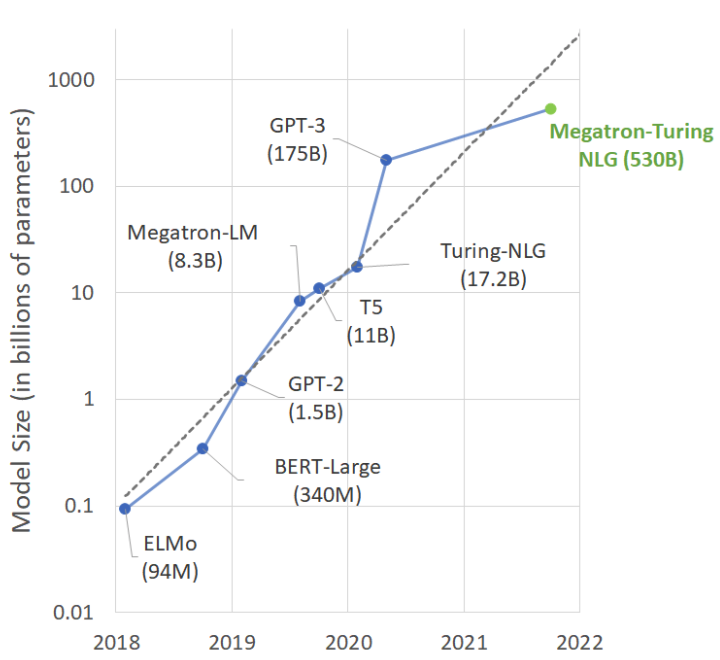 Model Size (in billions of parameters)
1000
100
10
1
0.1
0.01
2018
2019
2020
2021
2022
GPT-3
(175B)
Megatron-Turing
NLG (530B)
Megatron-LM
(8.3B)
Turing-NLG
(17.2B)
T5
(11B)
GPT-2
(1.5B)
BERT-Large
(340M)
ELMo
(94M)